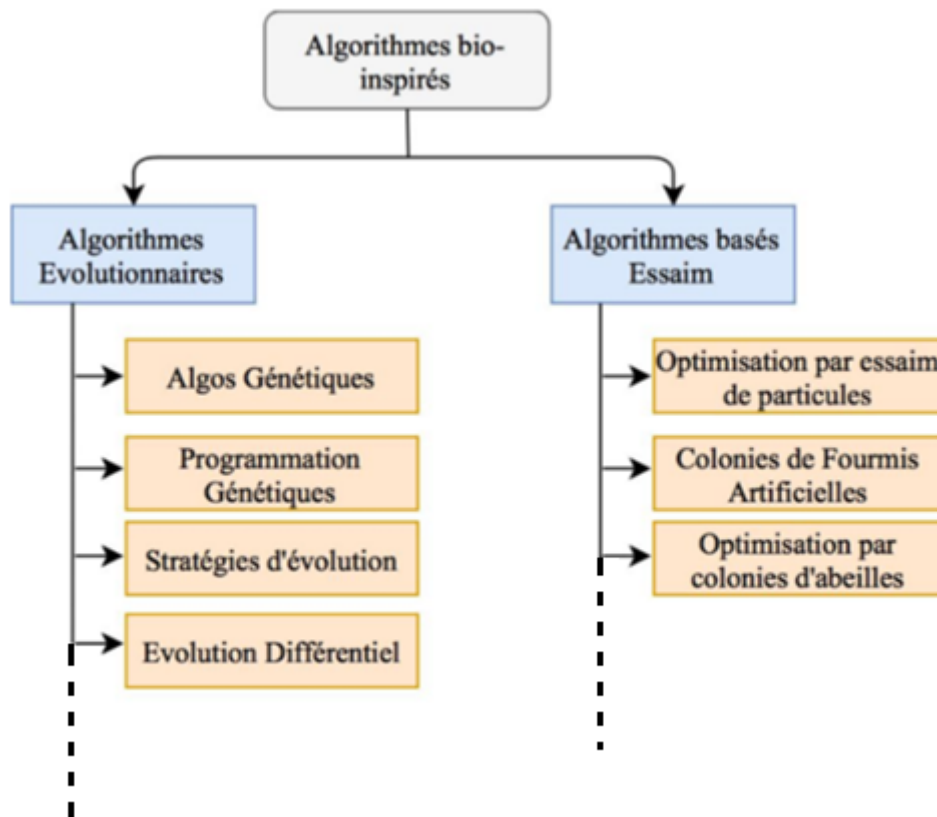 Algorithmes bio-
inspirés
Algorithmes
Evolutionnaires
Algos Génétiques
Programmation
Génétiques
Stratégies d'évolution
Evolution Différentiel
Algorithmes basés
Essaim
Optimisation par essaim
de particules
Colonies de Fourmis
Artificielles
Optimisation par
colonies d'abeilles